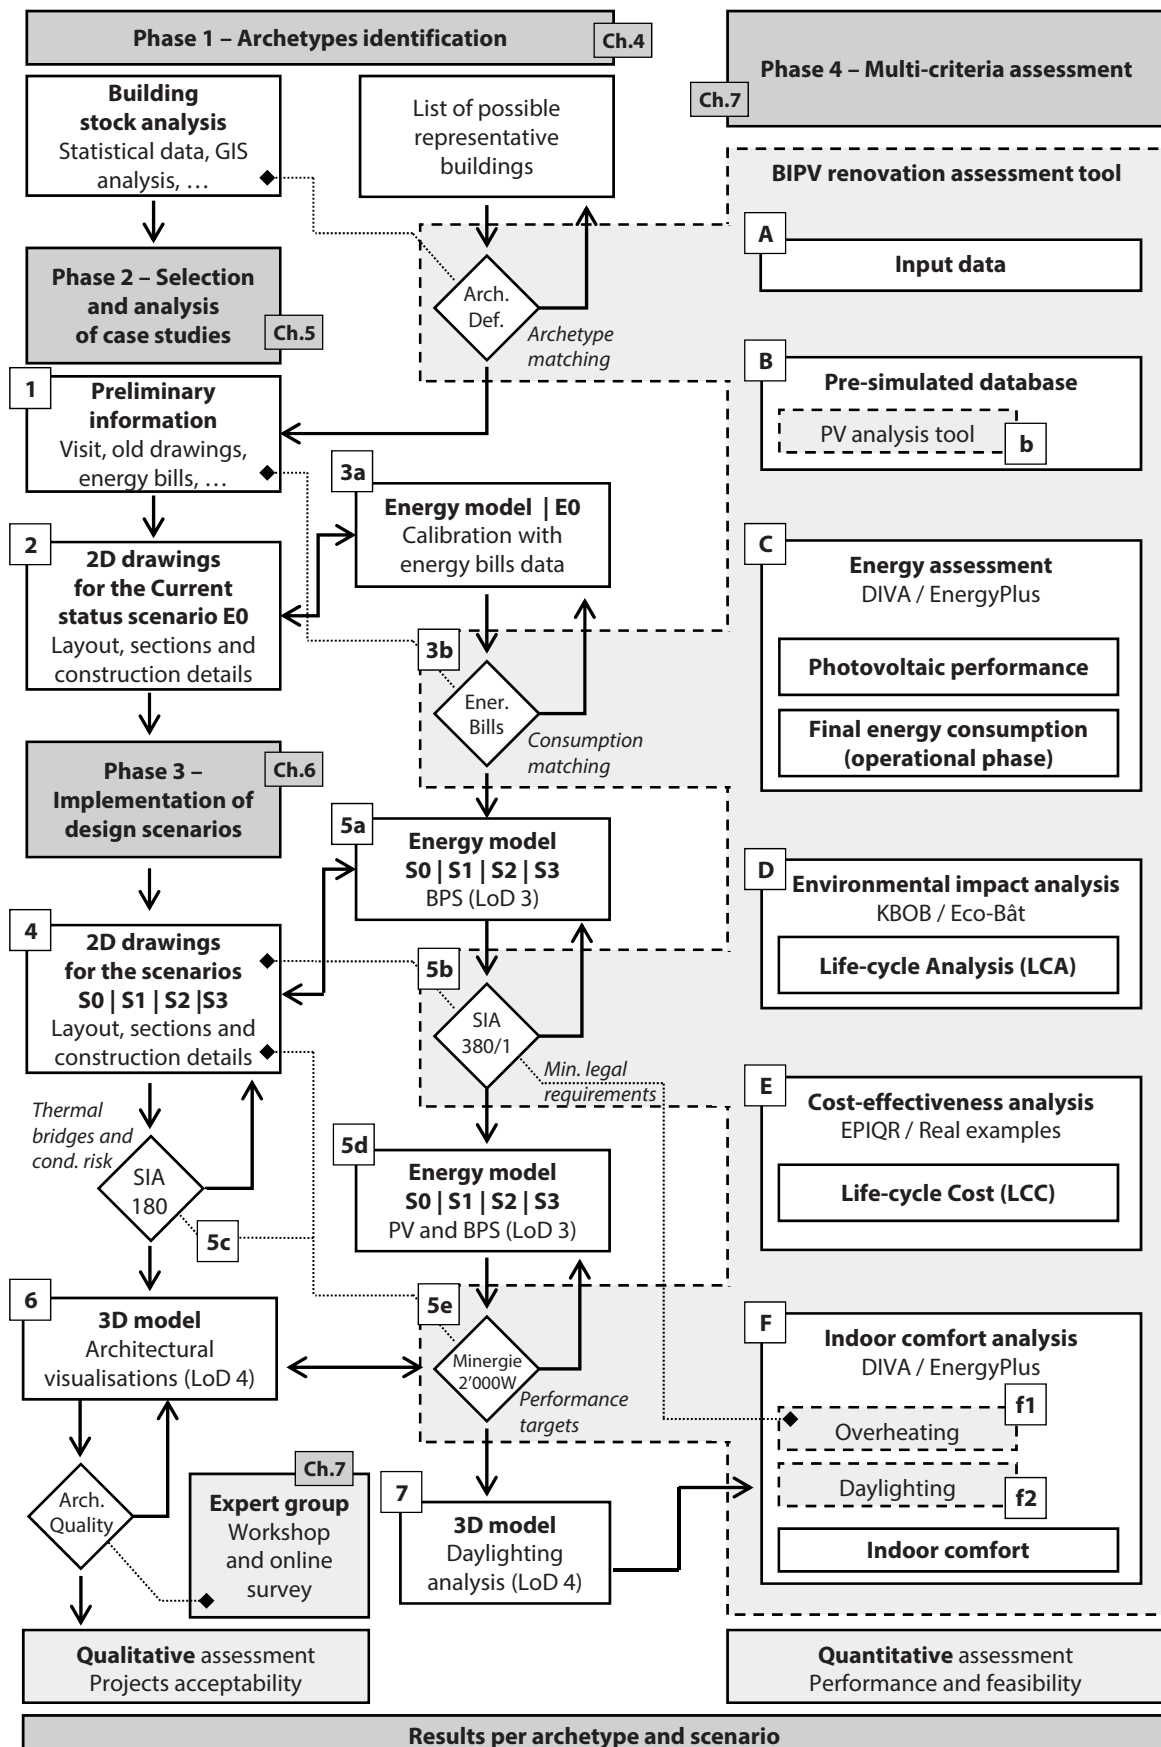 Phase 1 – Archetypes identification
Ch.4
Building
stock analysis
Statistical data, GIS
analysis, …
List of possible
representative
buildings
Arch.
Def.
Archetype
matching
Phase 2 – Selection
and analysis
of case studies
Ch.5
1
Preliminary
information
Visit, old drawings,
energy bills, …
2
2D drawings
for the Current
status scenario E0
Layout, sections and
construction details
3a
Energy model | E0
Calibration with
energy bills data
3b
Ener.
Bills
Consumption
matching
Phase 3 –
Implementation of
design scenarios
Ch.6
5a
Energy model
S0 | S1 | S2 | S3
BPS (LoD 3)
4
2D drawings
for the scenarios
S0 | S1 | S2 |S3
Layout, sections and
construction details
5b
SIA
380/1
Min. legal
requirements
Thermal
bridges and
cond. risk
SIA
180
5c
5d
Energy model
S0 | S1 | S2 | S3
PV and BPS (LoD 3)
6
3D model
Architectural
visualisations (LoD 4)
5e
Minergie
2’000W
Performance
targets
Arch.
Quality
Ch.7
Expert group
Workshop
and online
survey
7
3D model
Daylighting
analysis (LoD 4)
Qualitative assessment
Projects acceptability
Phase 4 – Multi-criteria assessment
Ch.7
BIPV renovation assessment tool
A
Input data
B
Pre-simulated database
PV analysis tool
b
C
Energy assessment
DIVA / EnergyPlus
Photovoltaic performance
Final energy consumption
(operational phase)
D
Environmental impact analysis
KBOB / Eco-Bât
Life-cycle Analysis (LCA)
E
Cost-effectiveness analysis
EPIQR / Real examples
Life-cycle Cost (LCC)
F
Indoor comfort analysis
DIVA / EnergyPlus
f1
Overheating
Daylighting
f2
Indoor comfort
Quantitative assessment
Performance and feasibility
Results per archetype and scenario